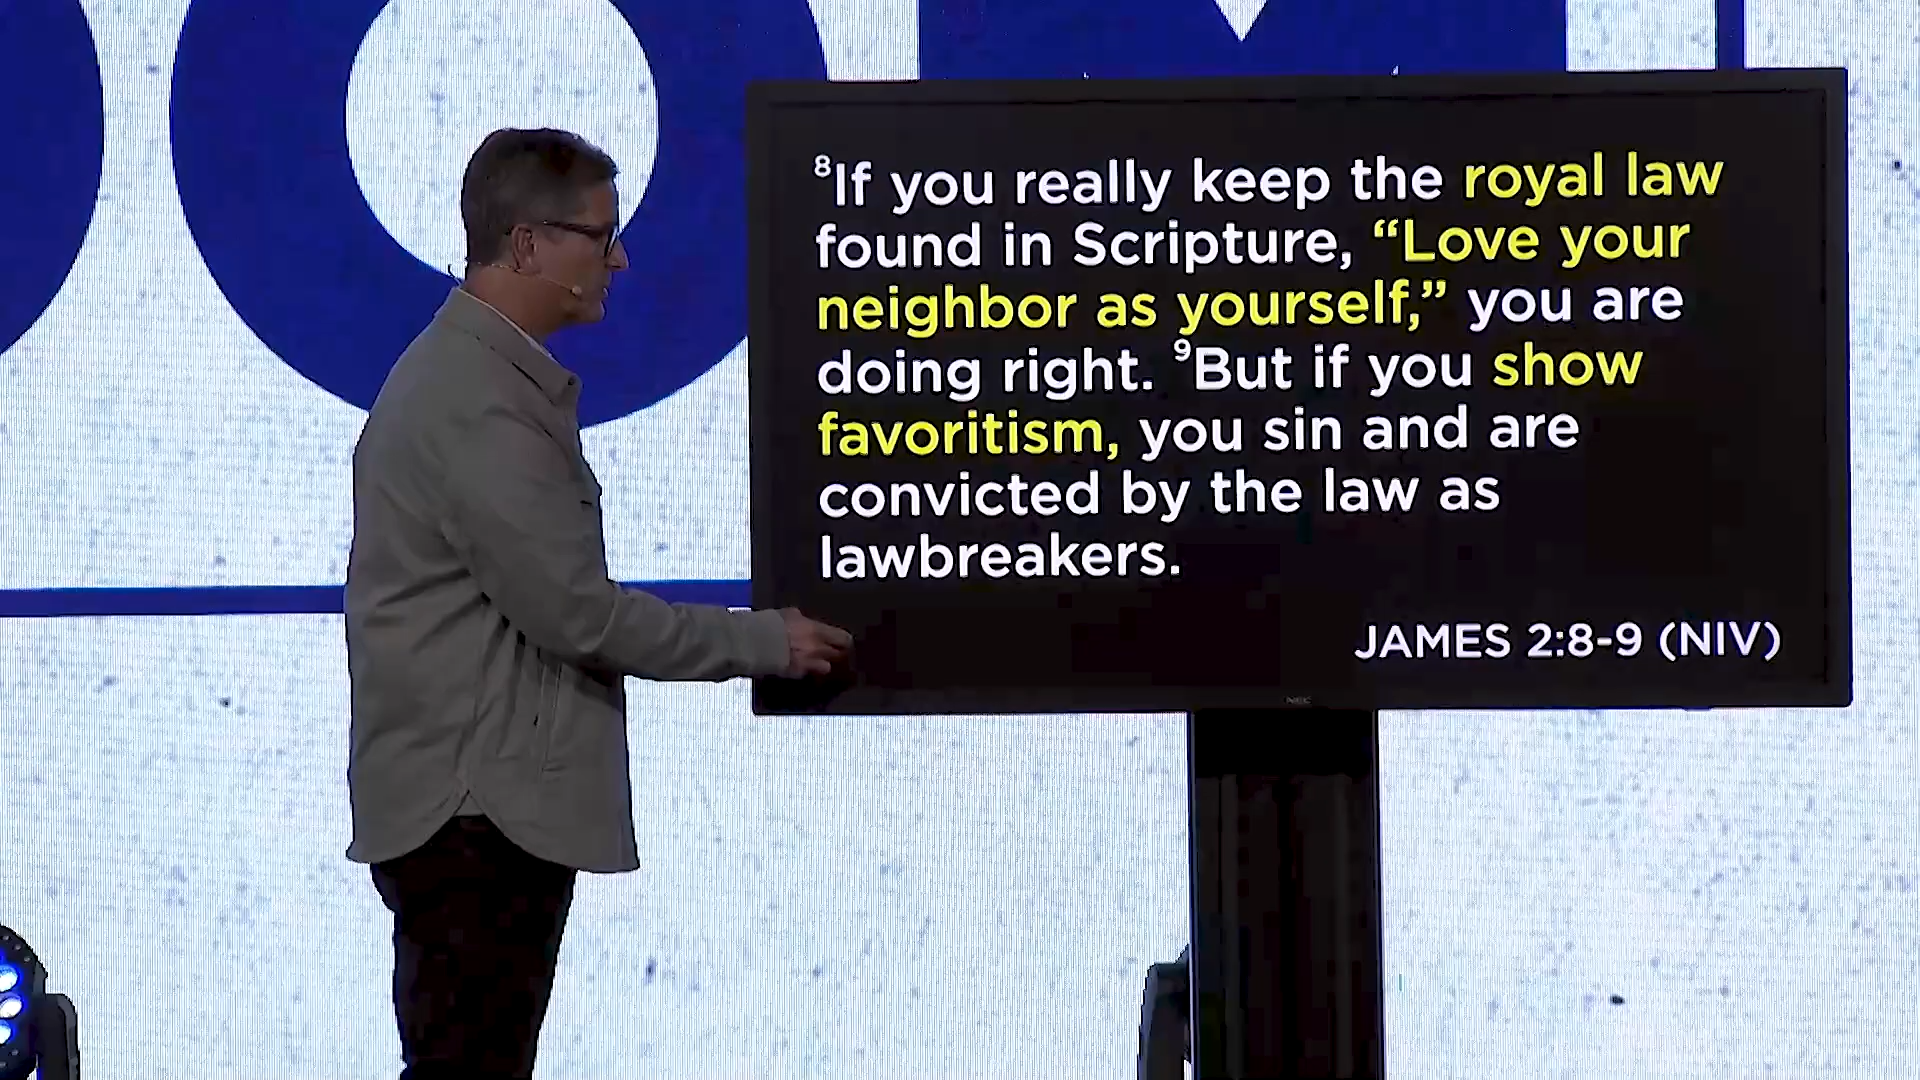 ⁸If you really keep the royal law
found in Scripture, “Love your
neighbor as yourself,” you are
doing right. ⁹But if you show
favoritism, you sin and are
convicted by the law as
lawbreakers.
JAMES 2:8-9 (NIV)
NEC